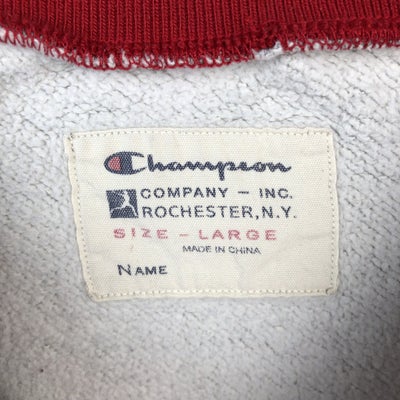 Champion
COMPANY - INC.
ROCHESTER, N.Y.
SIZE - LARGE
MADE IN CHINA
NAME